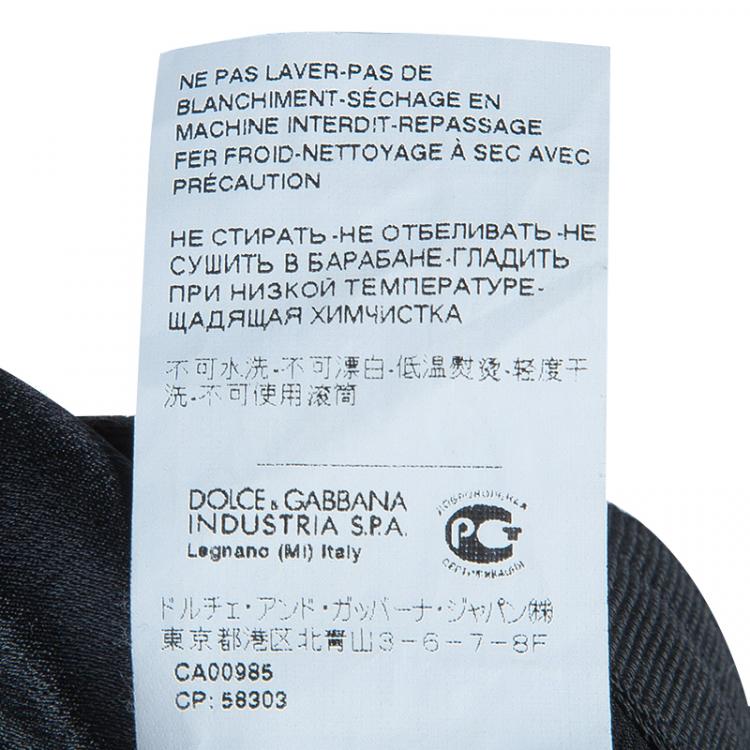 NE PAS LAVER-PAS DE
BLANCHIMENT-SÉCHAGE EN
MACHINE INTERDIT-REPASSAGE
FER FROID-NETTOYAGE À SEC AVEC
PRÉCAUTION
НЕ СТИРАТЬ-НЕ ОТБЕЛИВАТЬ-НЕ
СУШИТЬ В БАРАБАНЕ-ГЛАДИТЬ
ПРИ НИЗКОЙ ТЕМПЕРАТУРЕ-
ЩАДЯЩАЯ ХИМЧИСТКА
不可水洗-不可漂白-低温熨烫-轻度干
洗-不可使用滚筒
DOLCE & GABBANA
INDUSTRIA S.P.A.
Legnano (MI) Italy
ДОБРОВОЛЬНАЯ
РСТ
СЕРТИФИКАЦИЯ
ドルチェ・アンド・ガッバーナ・ジャパン㈱
東京都港区北青山3-6-7-8F
CA00985
CP: 58303